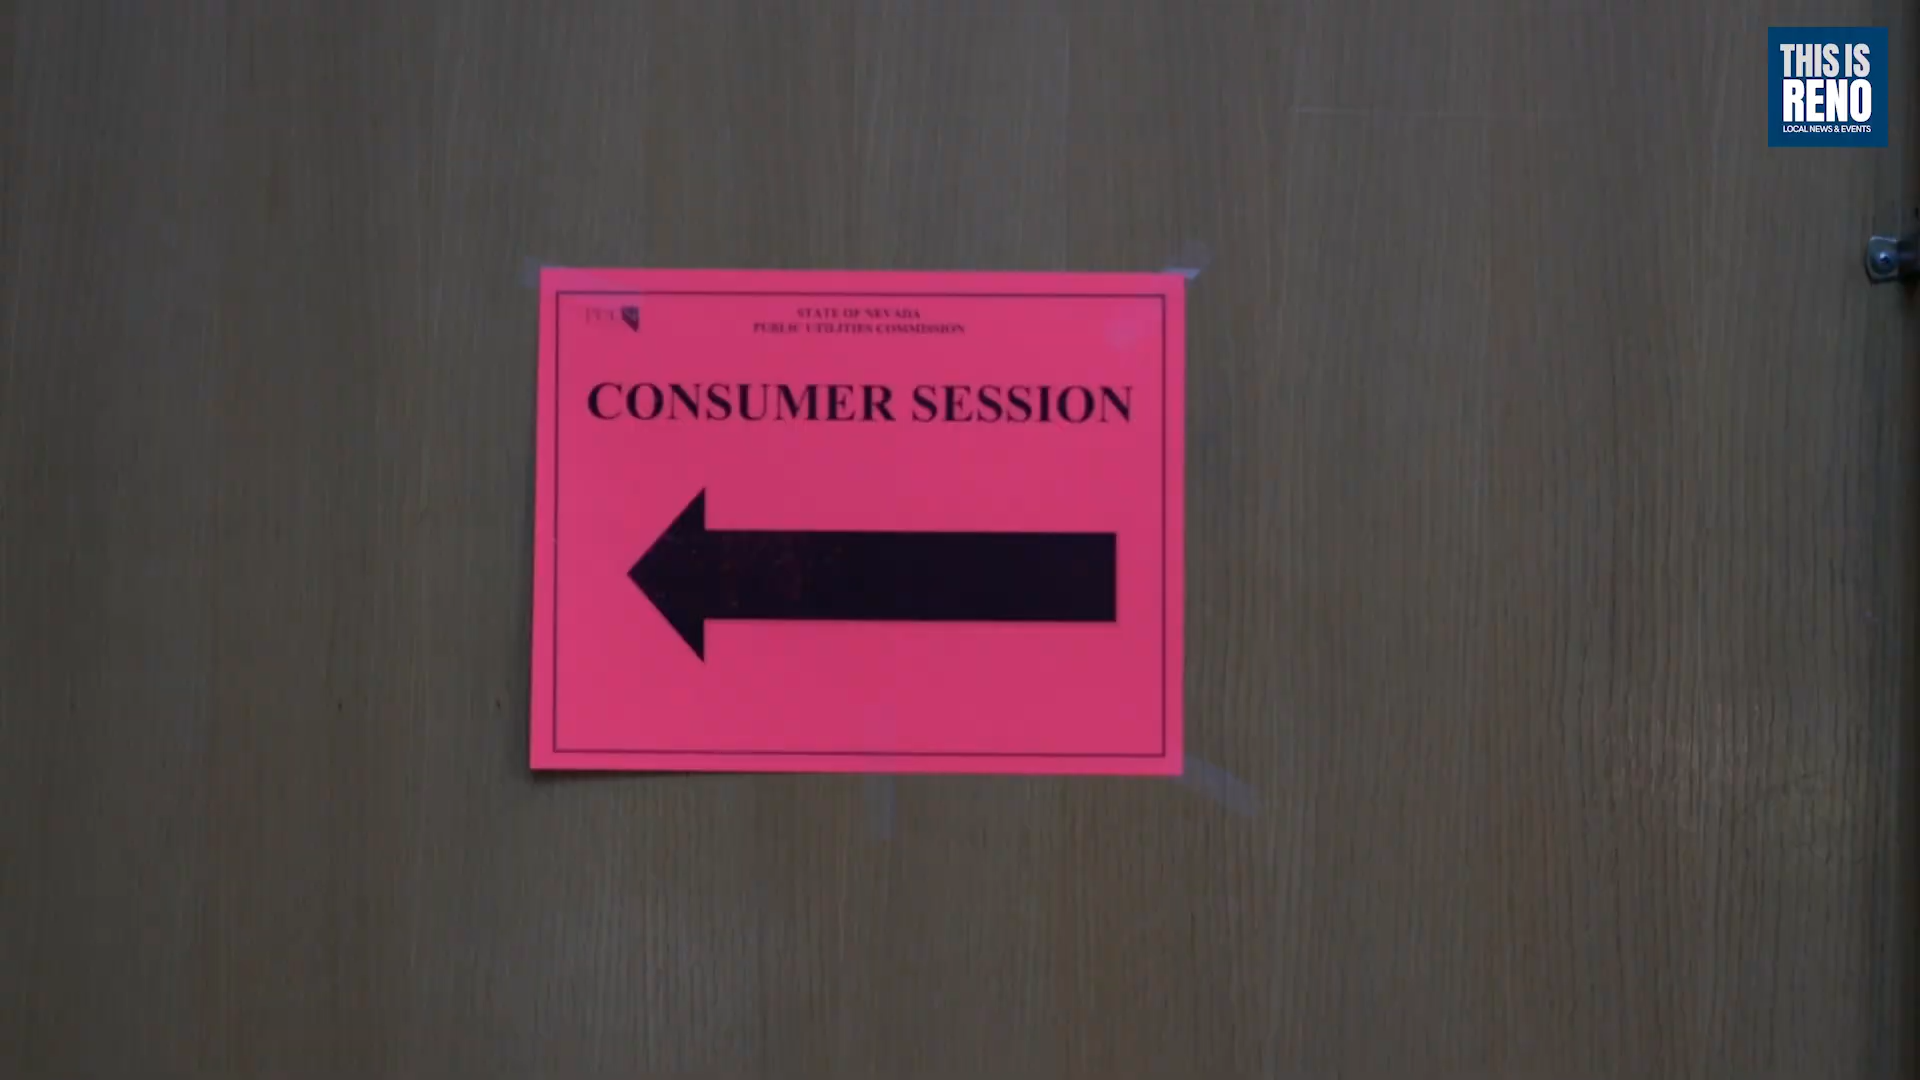 THIS IS
RENO
LOCAL NEWS & EVENTS
STATE OF NEVADA
PUBLIC UTILITIES COMMISSION
CONSUMER SESSION